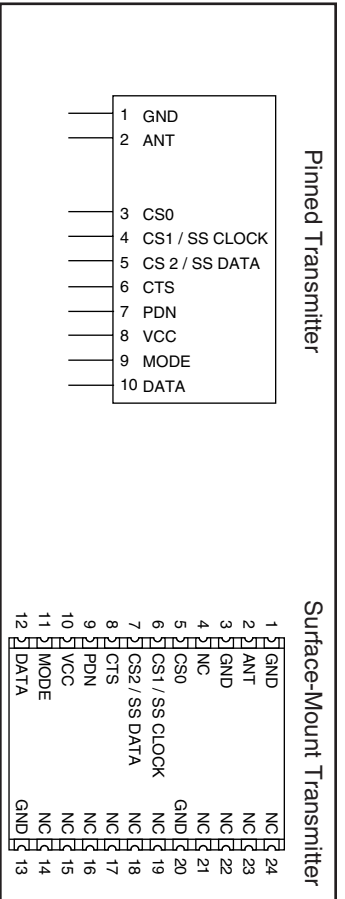 Pinned Transmitter
1 GND
2 ANT
3 CS0
4 CS1 / SS CLOCK
5 CS 2 / SS DATA
6 CTS
7 PDN
8 VCC
9 MODE
10 DATA
Surface-Mount Transmitter
1 GND
2 ANT
3 GND
4 NC
5 CS0
6 CS1 / SS CLOCK
7 CS2 / SS DATA
8 CTS
9 PDN
10 VCC
11 MODE
12 DATA
NC 24
NC 23
NC 22
NC 21
GND 20
NC 19
NC 18
NC 17
NC 16
NC 15
NC 14
GND 13